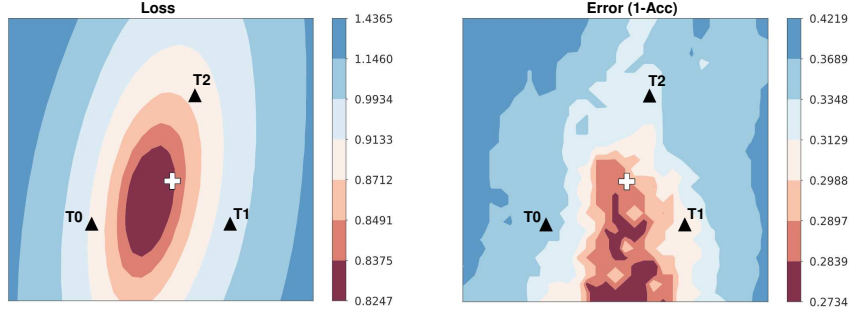 Loss
T2
T0
T1
1.4365
1.1460
0.9934
0.9133
0.8712
0.8491
0.8375
0.8247
Error (1-Acc)
T2
T0
T1
0.4219
0.3689
0.3348
0.3129
0.2988
0.2897
0.2839
0.2734